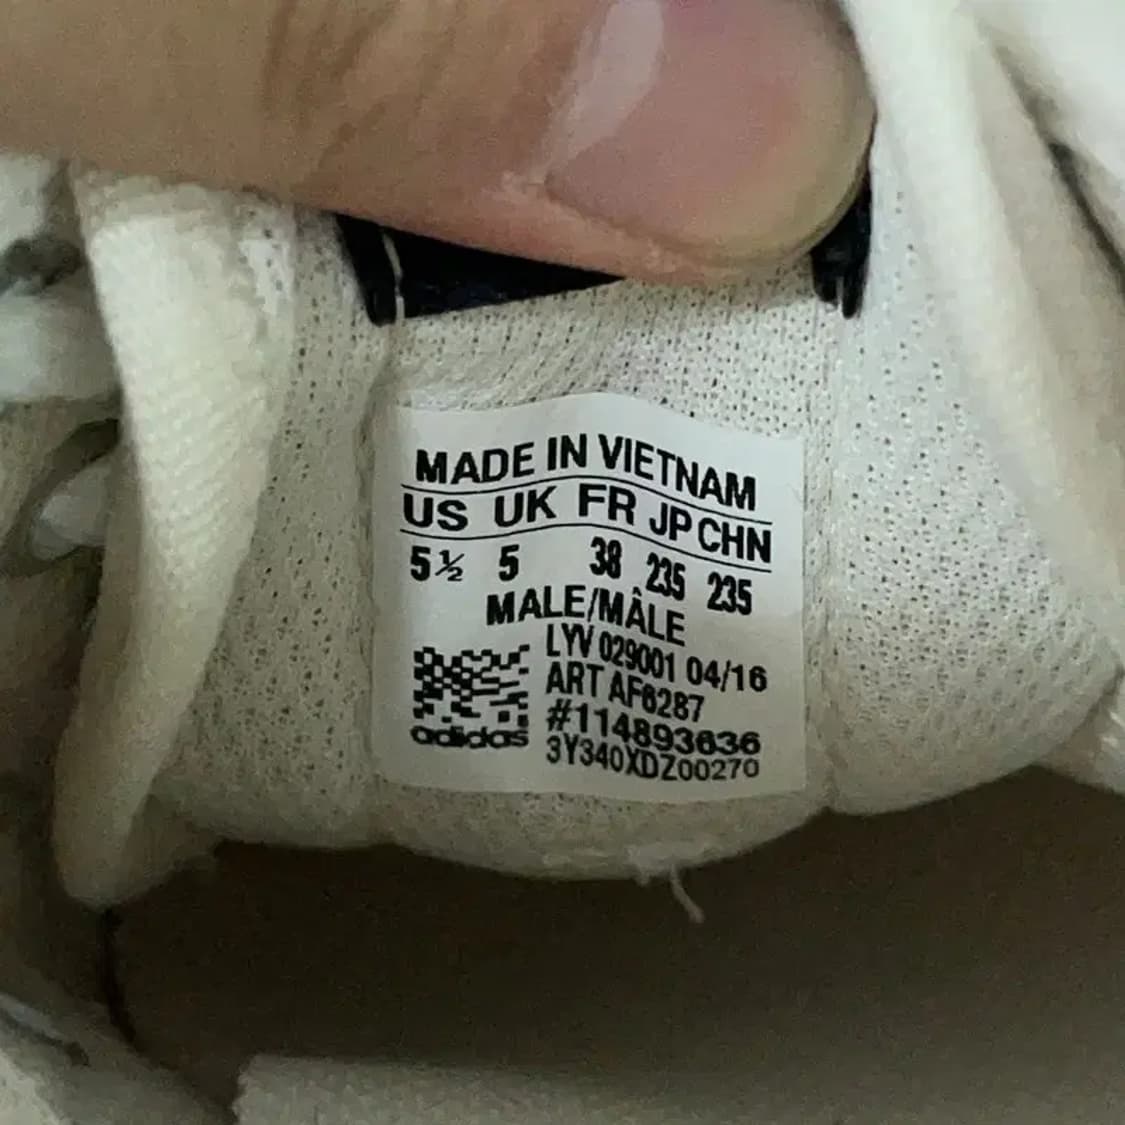 MADE IN VIETNAM
US UK FR JP CHN
5½ 5 38 235 235
MALE/MÂLE
LYV 029001 04/16
ART AF6287
#114893636
3Y340XDZ00270
adidas